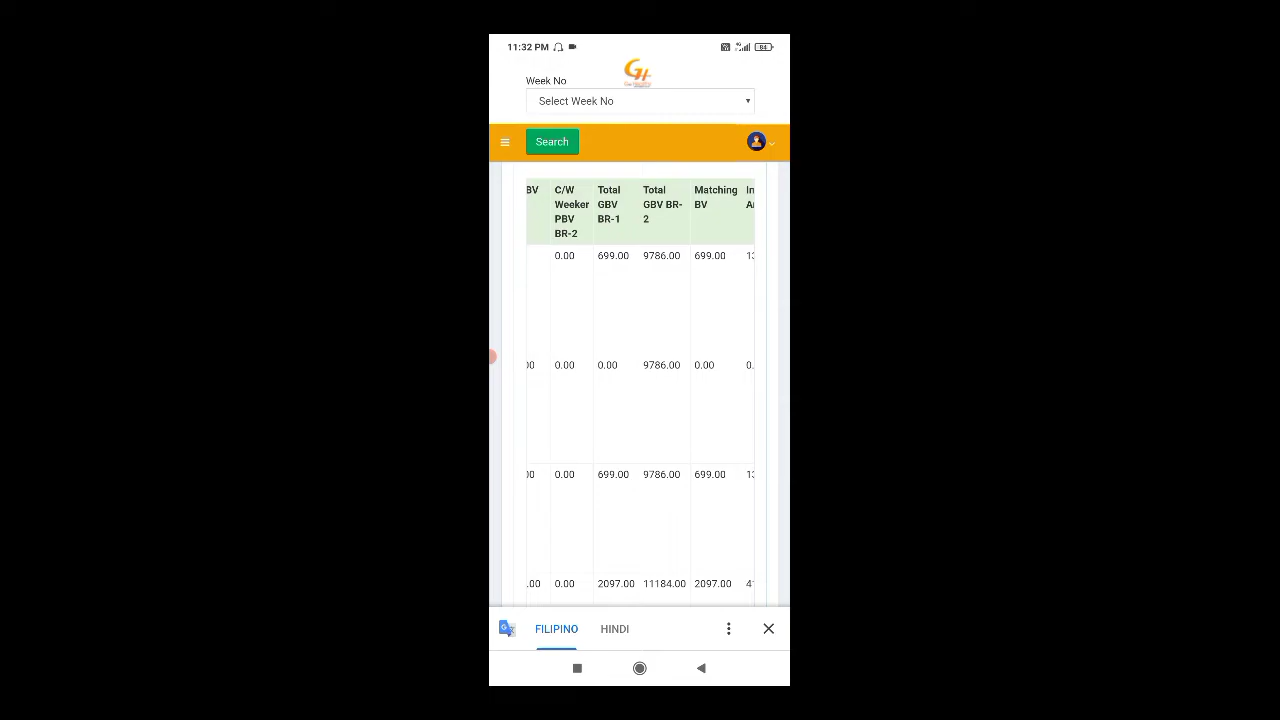 11:32 PM
84
GH
Week No
Select Week No
Search
BV C/W Weeker PBV BR-2 Total GBV BR-1 Total GBV BR-2 Matching BV
0.00 699.00 9786.00 699.00
0.00 0.00 9786.00 0.00
0.00 699.00 9786.00 699.00
0.00 2097.00 11184.00 2097.00
FILIPINO HINDI